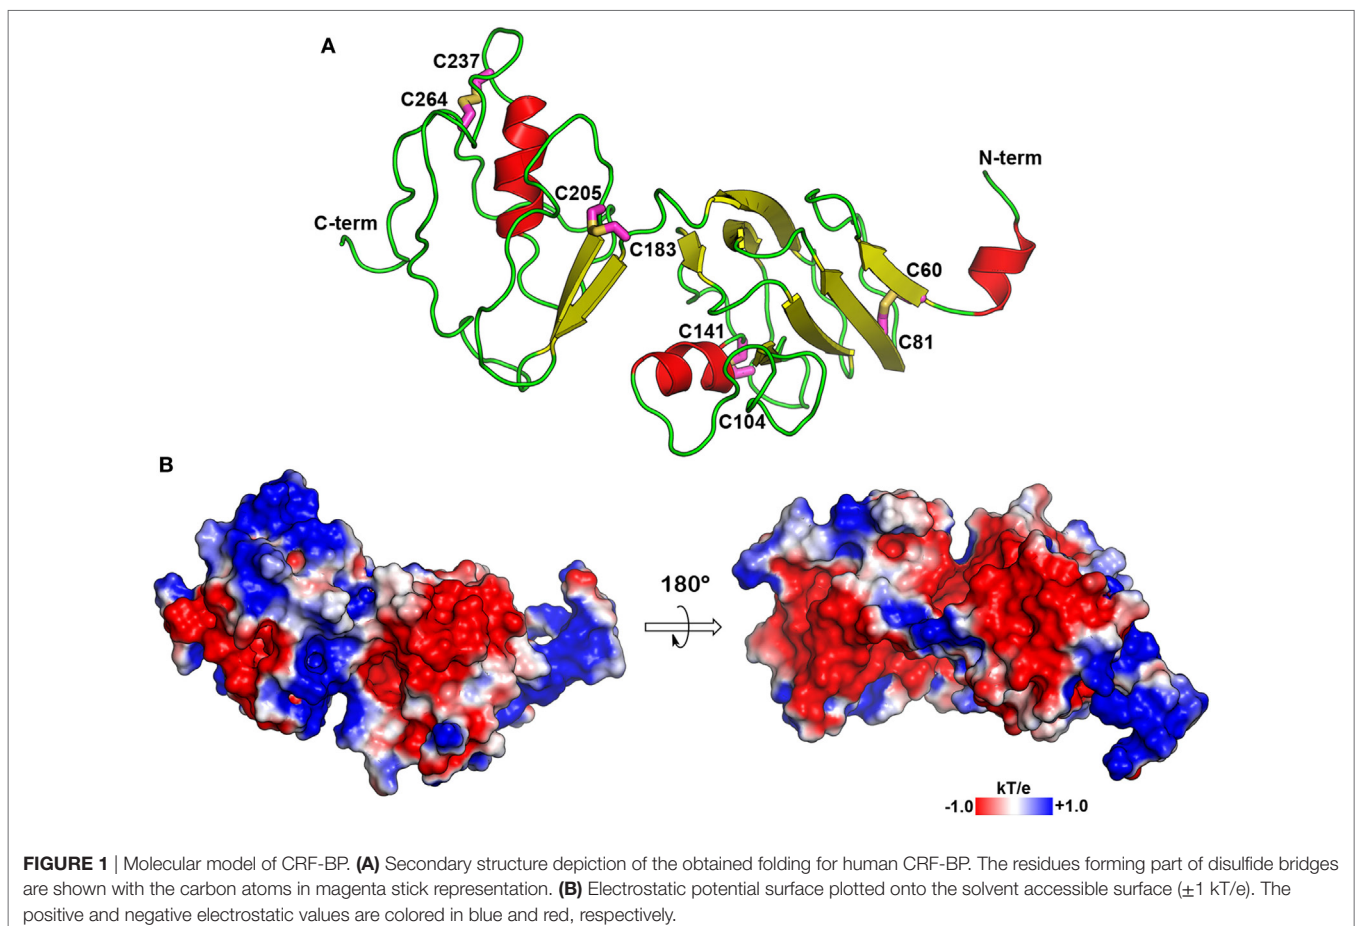 A
C237
C264
N-term
C205
C-term
C183
C60
C141
C81
C104
B
180º
kT/e
-1.0 +1.0
FIGURE 1 | Molecular model of CRF-BP. (A) Secondary structure depiction of the obtained folding for human CRF-BP. The residues forming part of disulfide bridges
are shown with the carbon atoms in magenta stick representation. (B) Electrostatic potential surface plotted onto the solvent accessible surface (±1 kT/e). The
positive and negative electrostatic values are colored in blue and red, respectively.